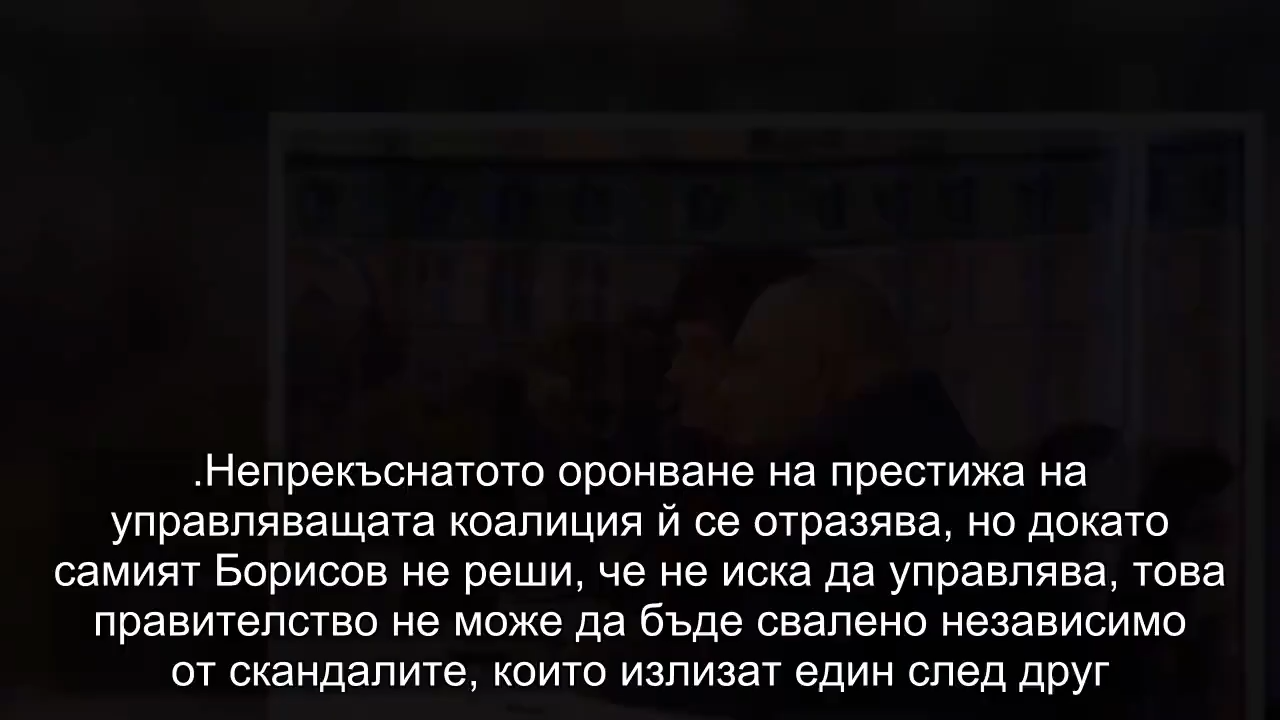 .Непрекъснатото оронване на престижа на
управляващата коалиция й се отразява, но докато
самият Борисов не реши, че не иска да управлява, това
правителство не може да бъде свалено независимо
от скандалите, които излизат един след друг